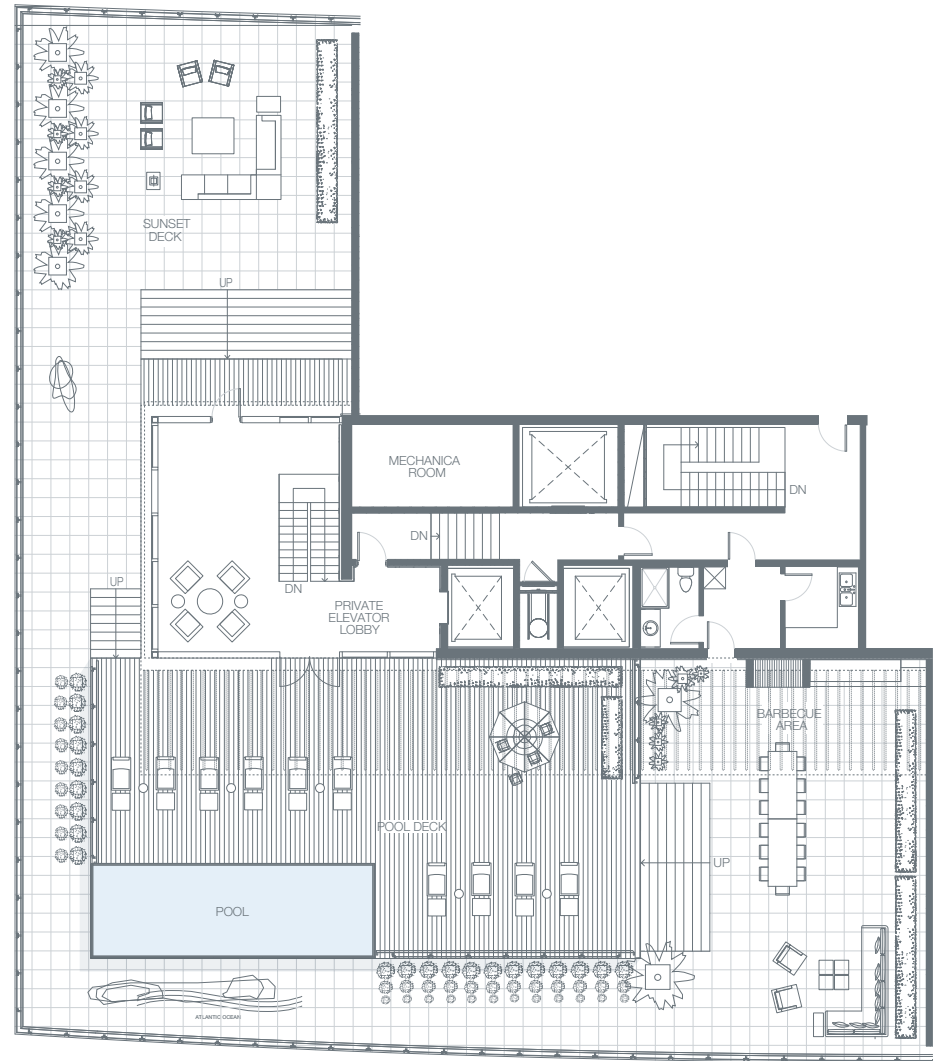 SUNSET
DECK
UP
MECHANICA
ROOM
DN
DN
UP
DN
PRIVATE
ELEVATOR
LOBBY
BARBECUE
AREA
POOL DECK
UP
POOL
ATLANTIC OCEAN